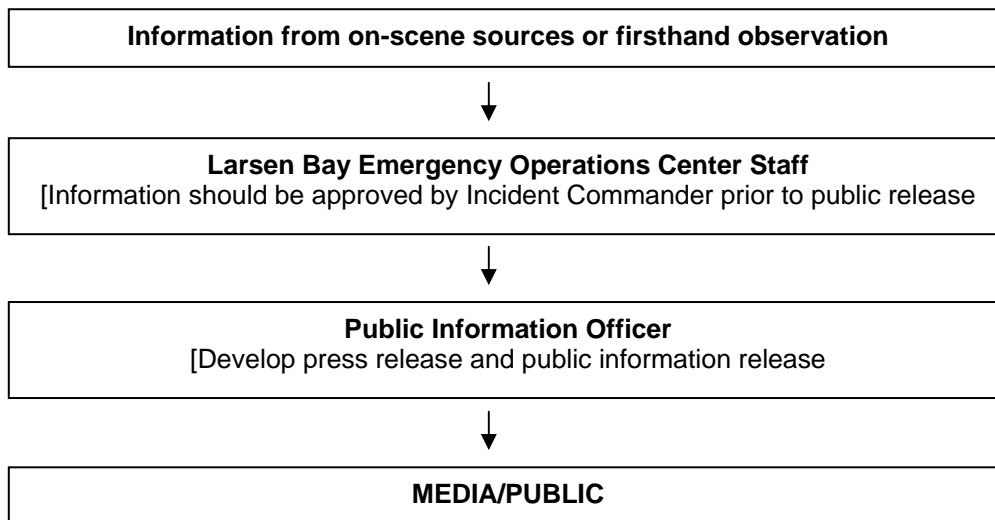 Information from on-scene sources or firsthand observation
Larsen Bay Emergency Operations Center Staff
[Information should be approved by Incident Commander prior to public release
Public Information Officer
[Develop press release and public information release
MEDIA/PUBLIC